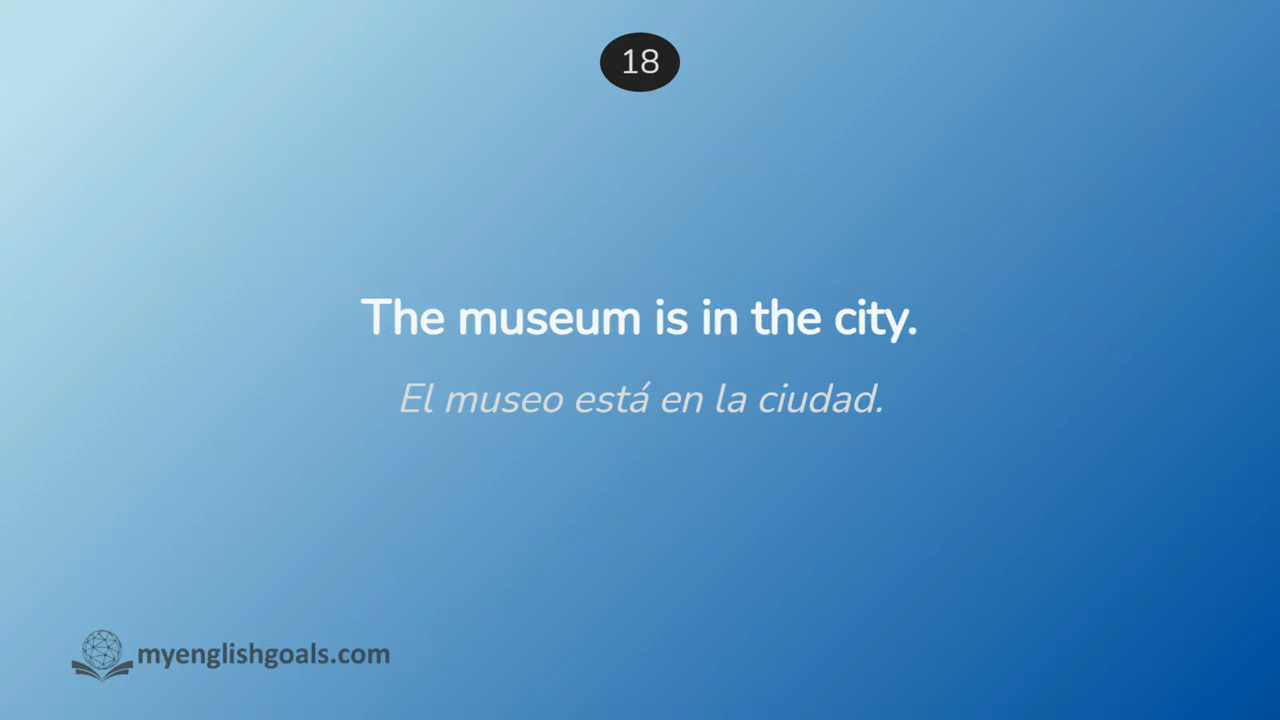 18
The museum is in the city.
El museo está en la ciudad.
myenglishgoals.com